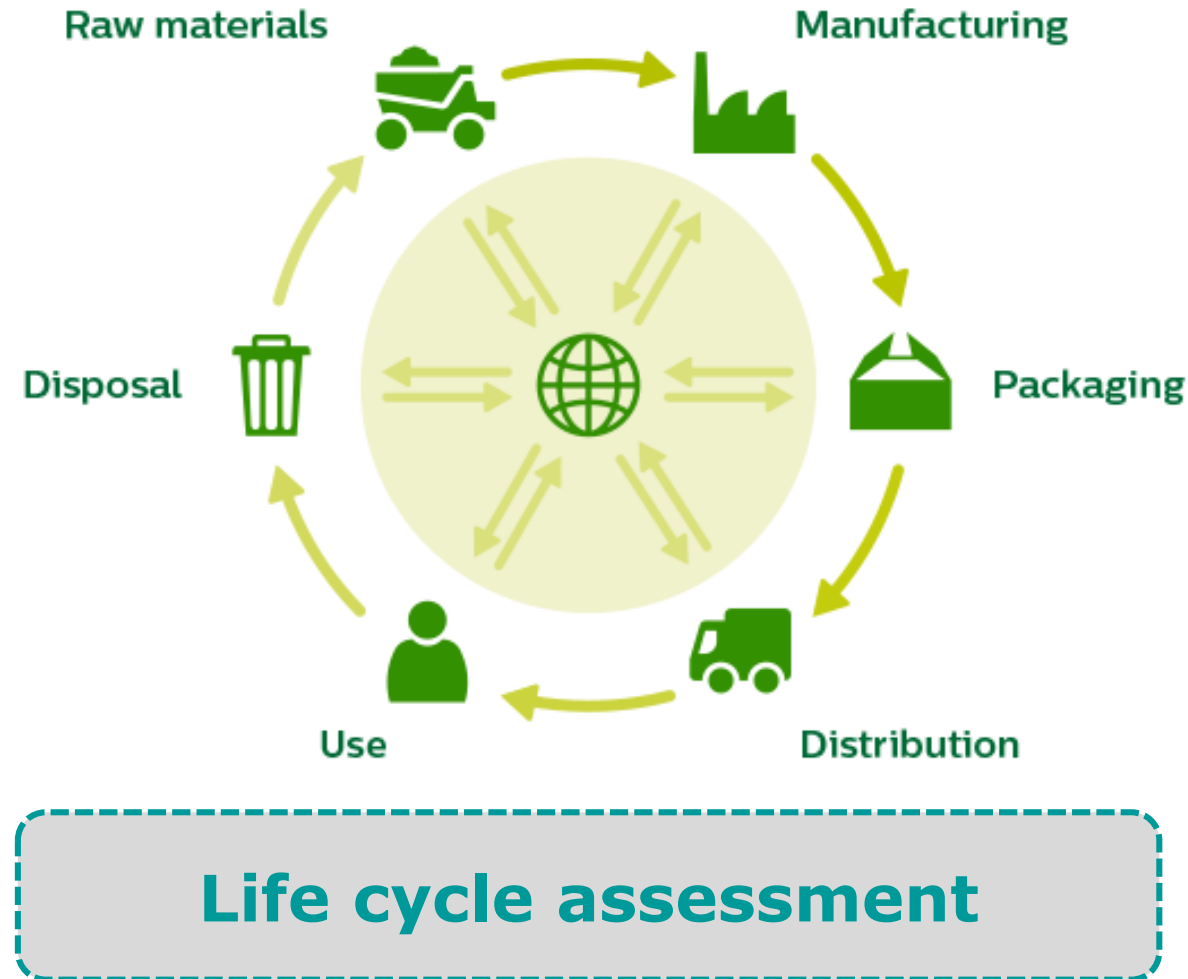 Raw materials
Manufacturing
Disposal
Packaging
Use
Distribution
Life cycle assessment